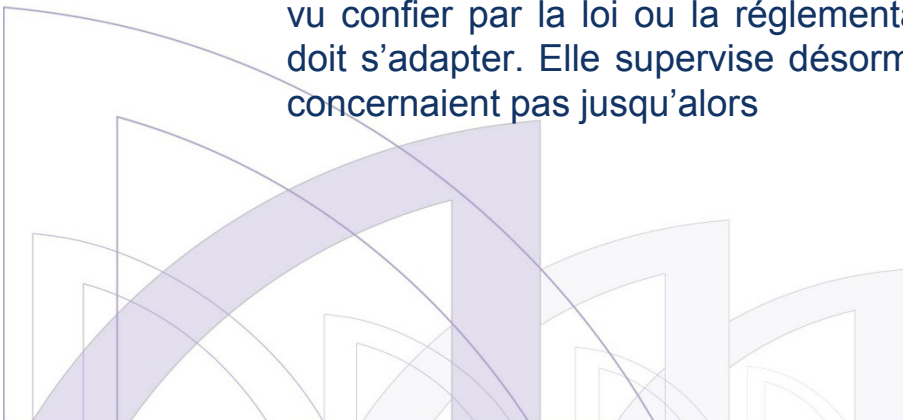 vu confier par la loi ou la réglementa
doit s’adapter. Elle supervise désorm
concernaient pas jusqu’alors